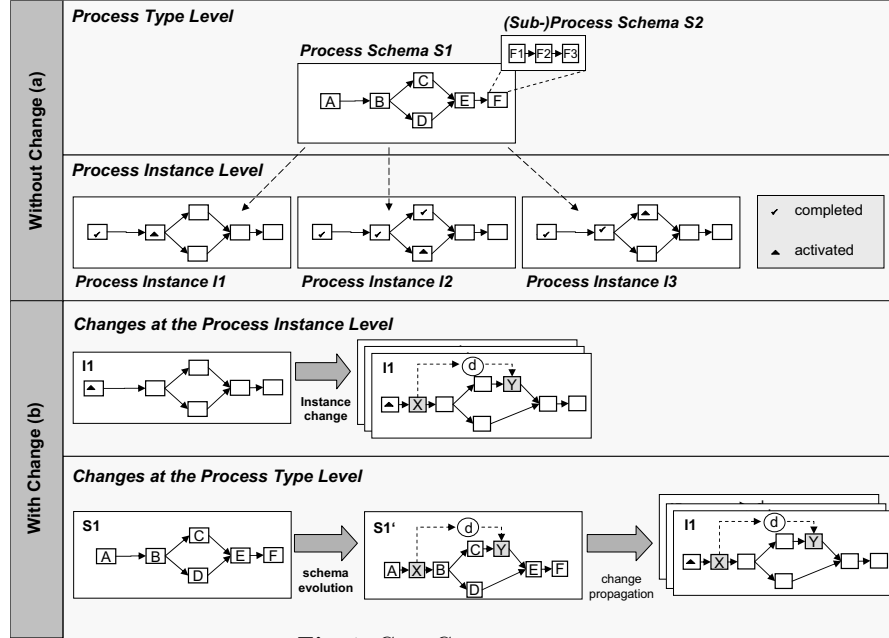 Without Change (a)
Process Type Level
(Sub-)Process Schema S2
Process Schema S1
F1 F2 F3
A B C D E F
Process Instance Level
Process Instance I1
Process Instance I2
Process Instance I3
completed
activated
With Change (b)
Changes at the Process Instance Level
I1
Instance
change
I1
d
X Y
Changes at the Process Type Level
S1
A B C D E F
schema
evolution
S1‘
d
A X B C Y D E F
change
propagation
I1
d
X Y